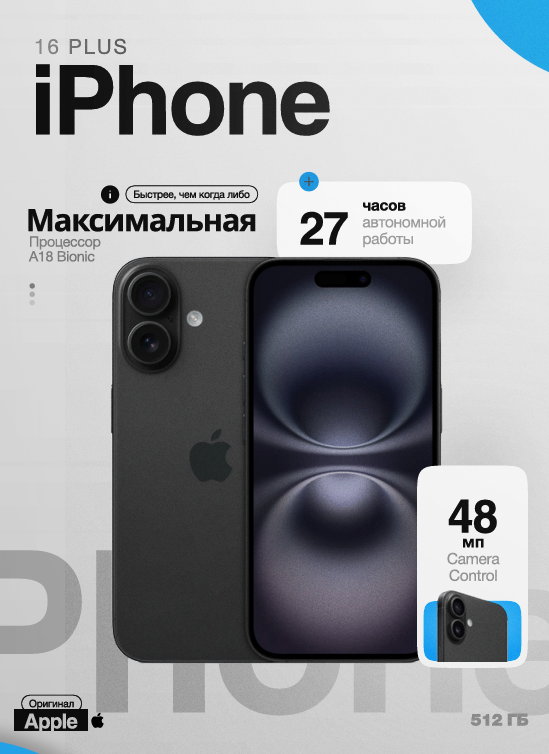 16 PLUS
iPhone
Быстрее, чем когда либо
Максимальная
Процессор
A18 Bionic
27
часов
автономной
работы
48
мп
Camera
Control
Phone
Оригинал
Apple
512 ГБ